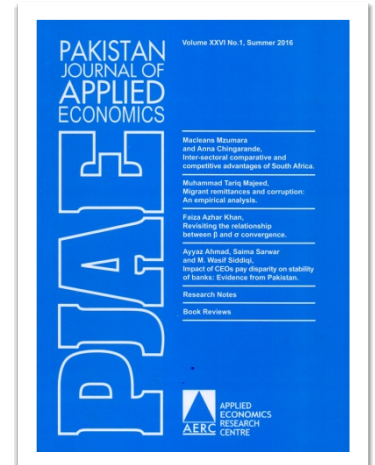 PAKISTAN
JOURNAL OF
APPLIED
ECONOMICS
PJAE
Volume XXVI No.1, Summer 2016
Macleans Mzumara
and Anna Chingarande,
Inter-sectoral comparative and
competitive advantages of South Africa.
Muhammad Tariq Majeed,
Migrant remittances and corruption:
An empirical analysis.
Faiza Azhar Khan,
Revisiting the relationship
between β and σ convergence.
Ayyaz Ahmad, Saima Sarwar
and M. Wasif Siddiqi,
Impact of CEOs pay disparity on stability
of banks: Evidence from Pakistan.
Research Notes
Book Reviews
AERC
APPLIED
ECONOMICS
RESEARCH
CENTRE